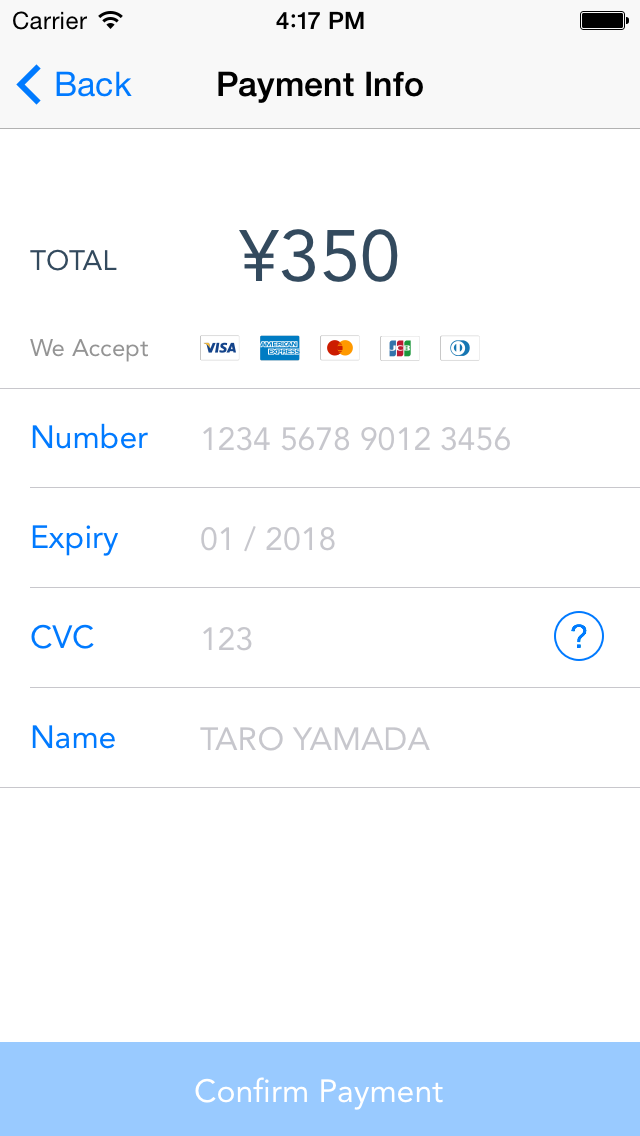 Carrier 4:17 PM
Back Payment Info
TOTAL ¥350
We Accept VISA AMERICAN EXPRESS JCB
Number 1234 5678 9012 3456
Expiry 01 / 2018
CVC 123 ?
Name TARO YAMADA
Confirm Payment